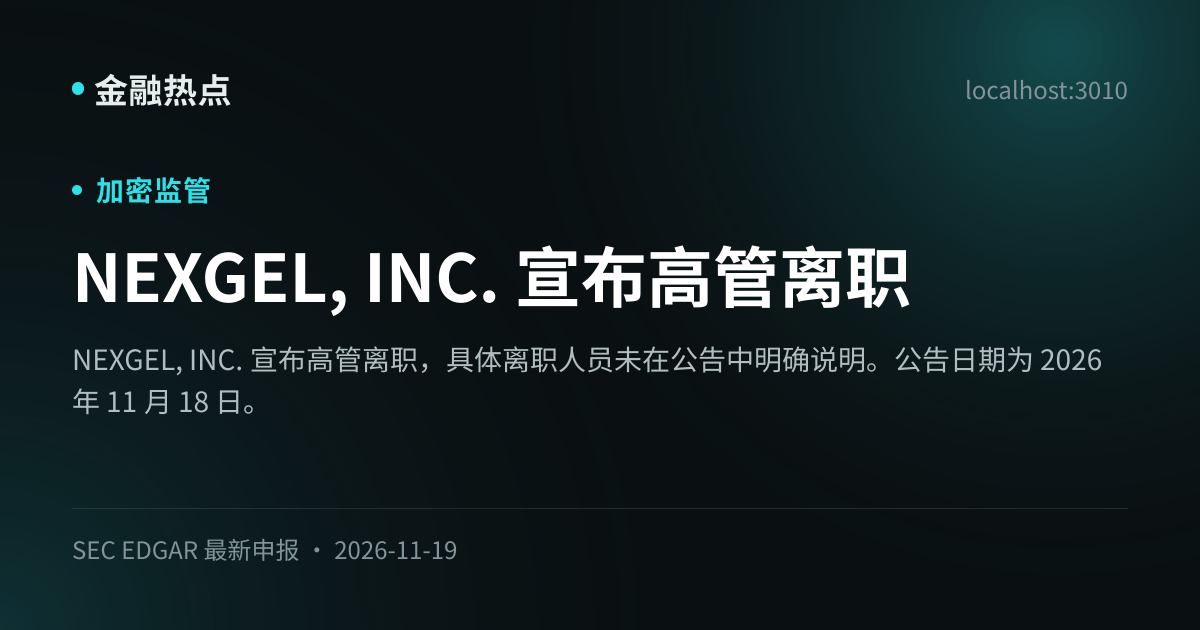 金融热点
localhost:3010
加密监管
NEXGEL, INC. 宣布高管离职
NEXGEL, INC. 宣布高管离职，具体离职人员未在公告中明确说明。公告日期为 2026
年 11 月 18 日。
SEC EDGAR 最新申报 · 2026-11-19